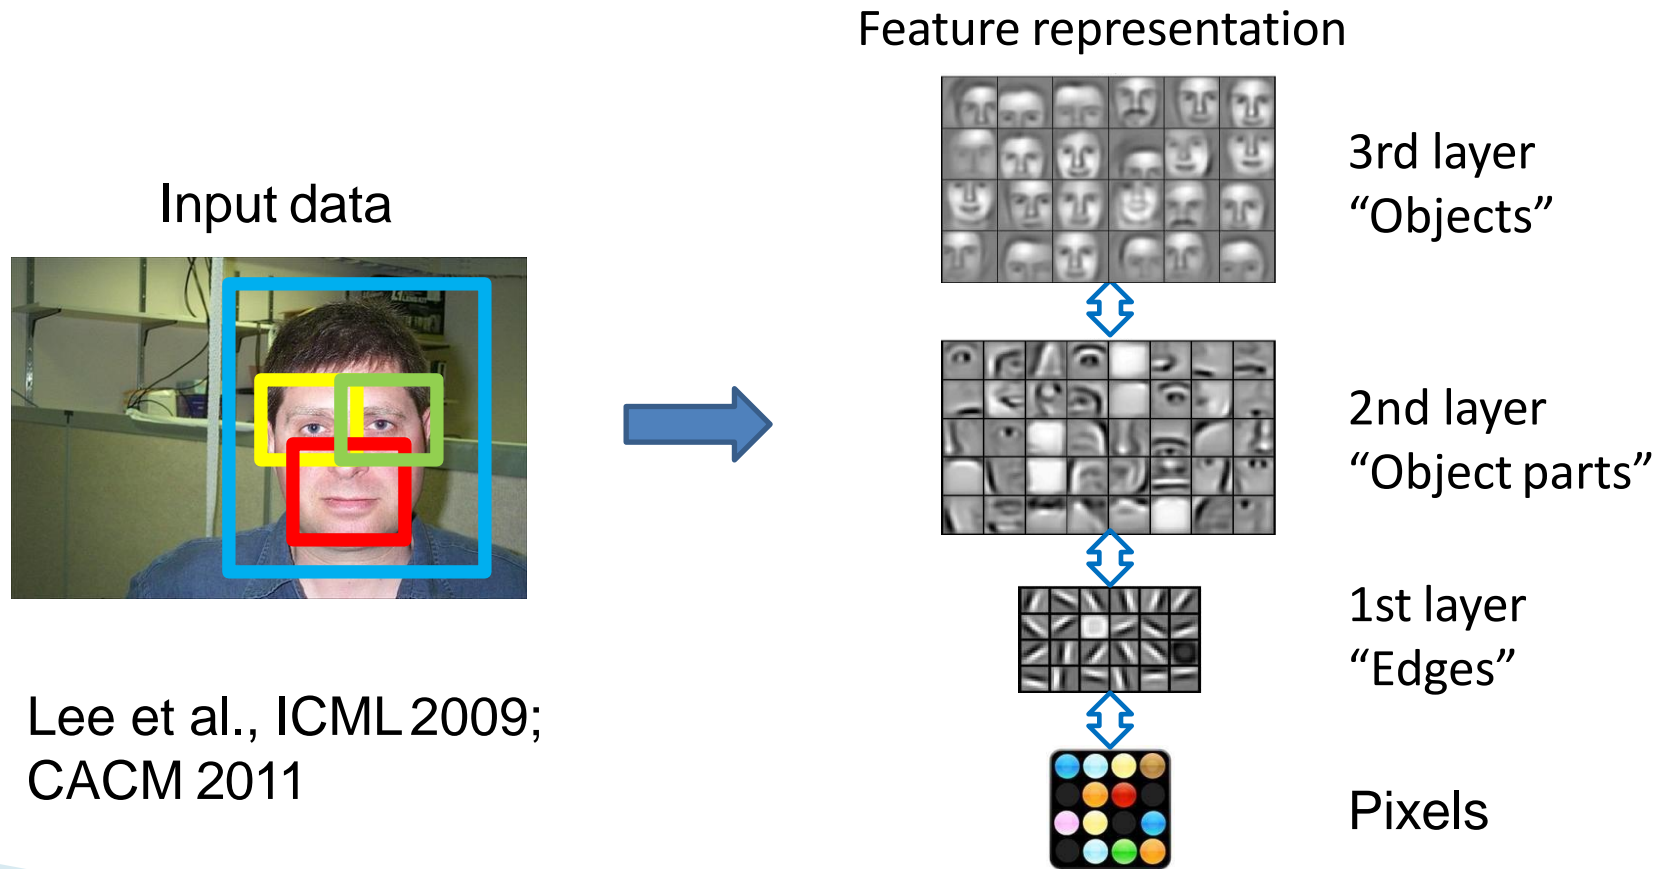 Feature representation
Input data
3rd layer
“Objects”
2nd layer
“Object parts”
1st layer
“Edges”
Lee et al., ICML 2009;
CACM 2011
Pixels